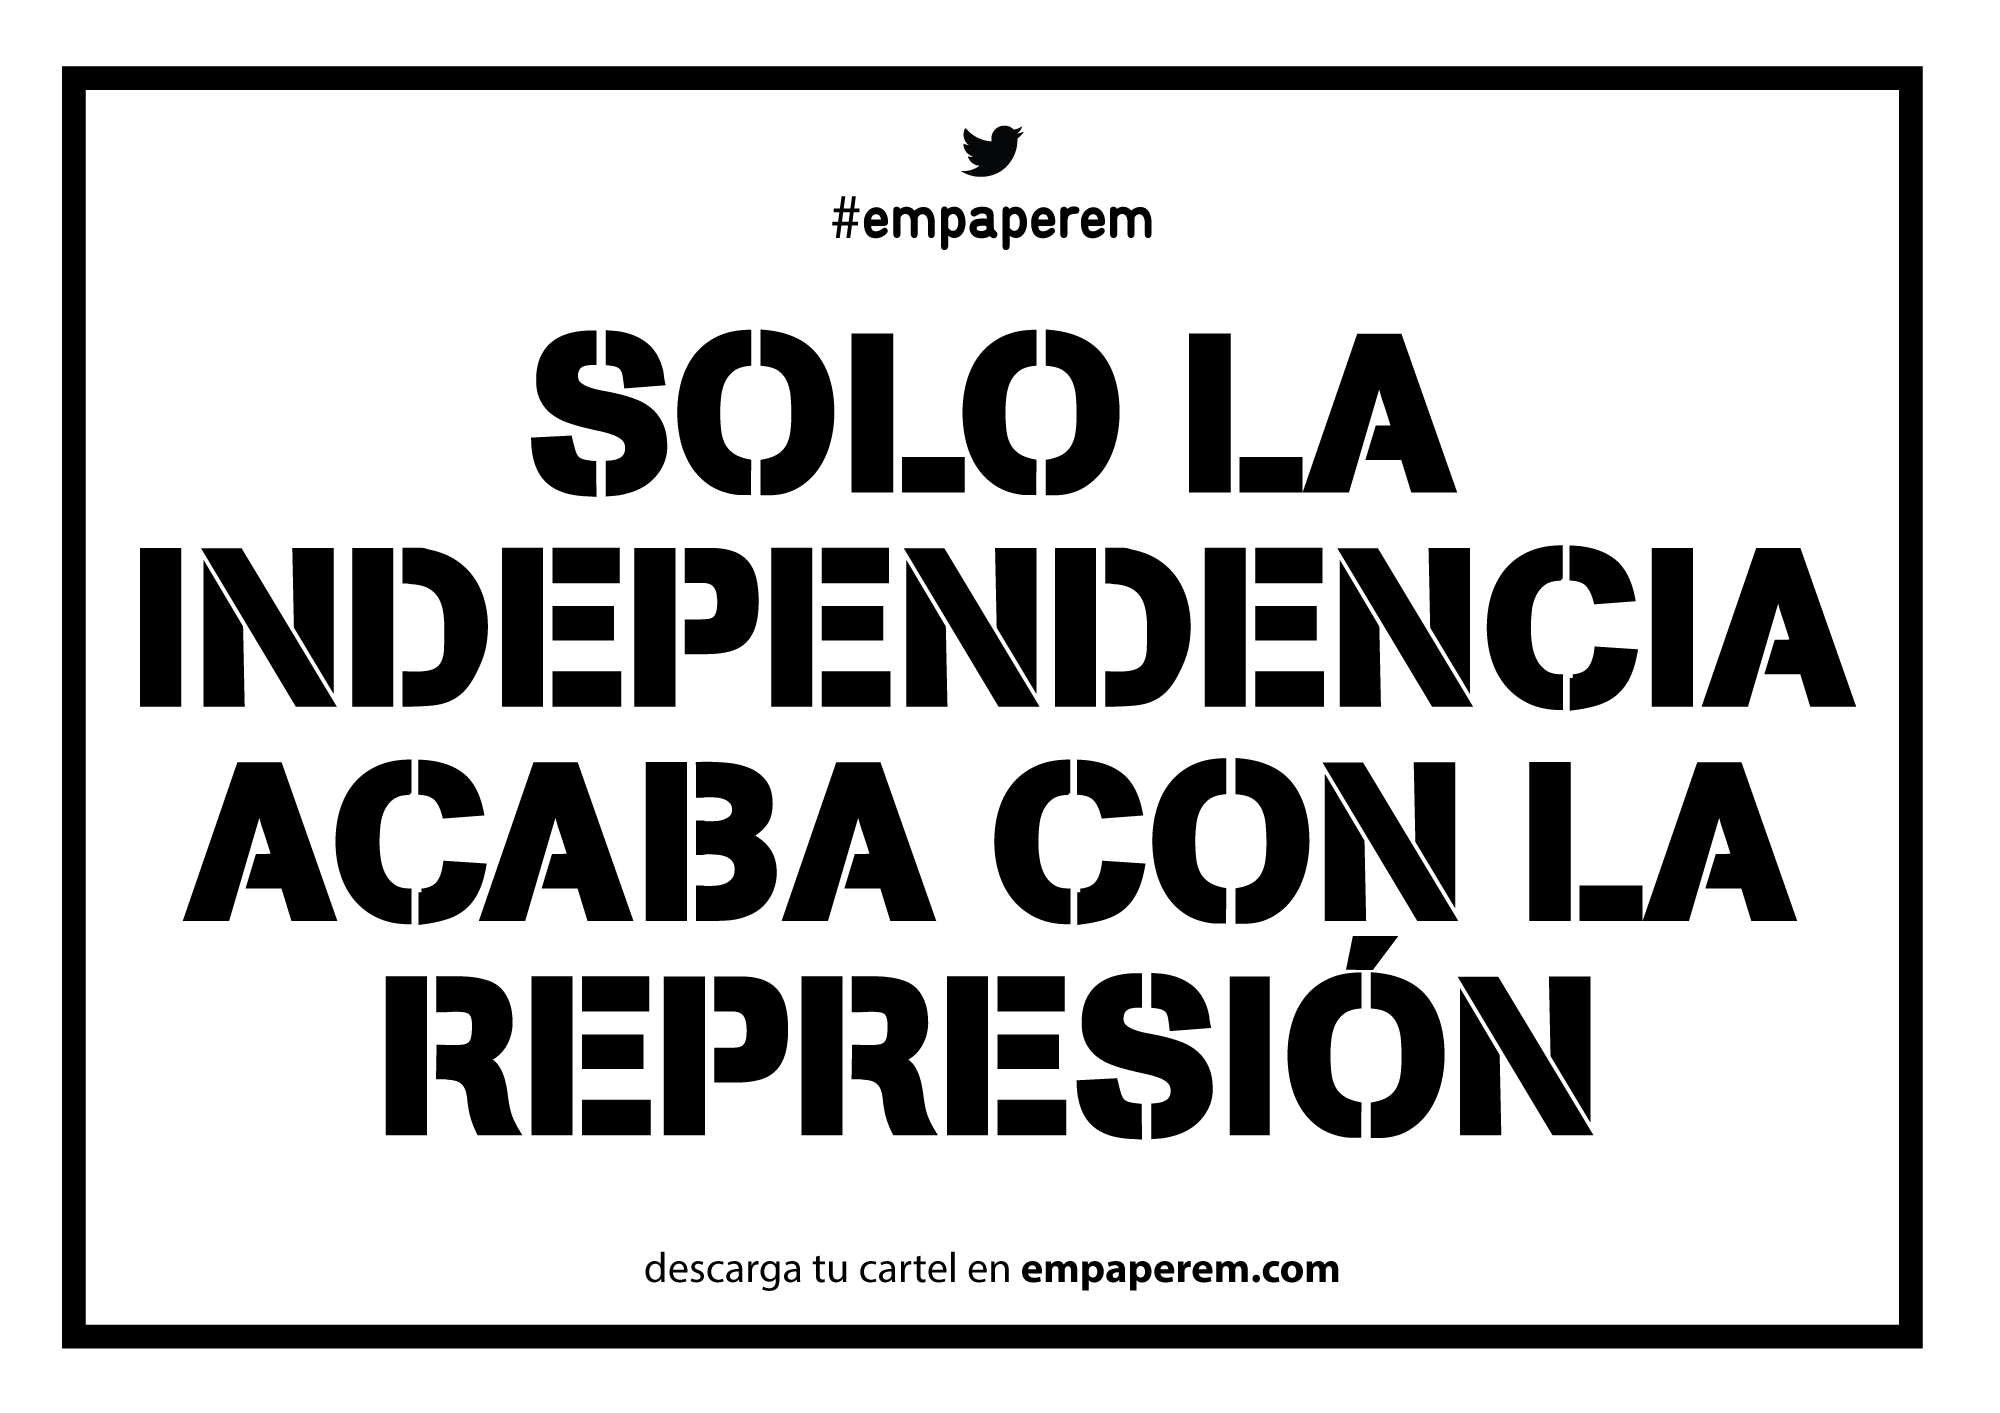 #empaperem
SOLO LA
INDEPENDENCIA
ACABA CON LA
REPRESIÓN
descarga tu cartel en empaperem.com